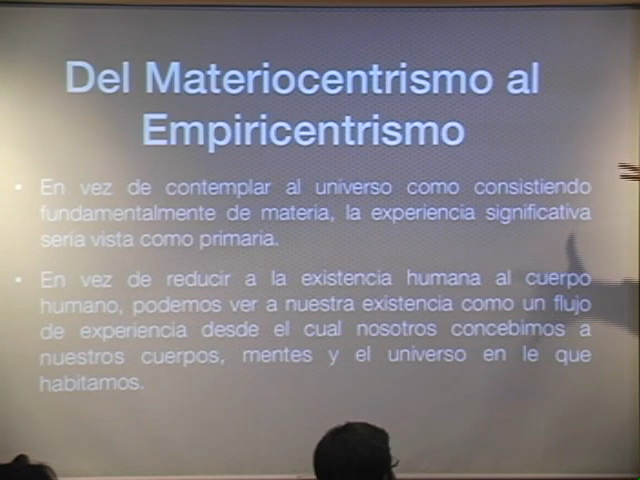 Del Materiocentrismo al
Empiricentrismo
• En vez de contemplar al universo como consistiendo
fundamentalmente de materia, la experiencia significativa
sería vista como primaria.
• En vez de reducir a la existencia humana al cuerpo
humano, podemos ver a nuestra existencia como un flujo
de experiencia desde el cual nosotros concebimos a
nuestros cuerpos, mentes y el universo en le que
habitamos.